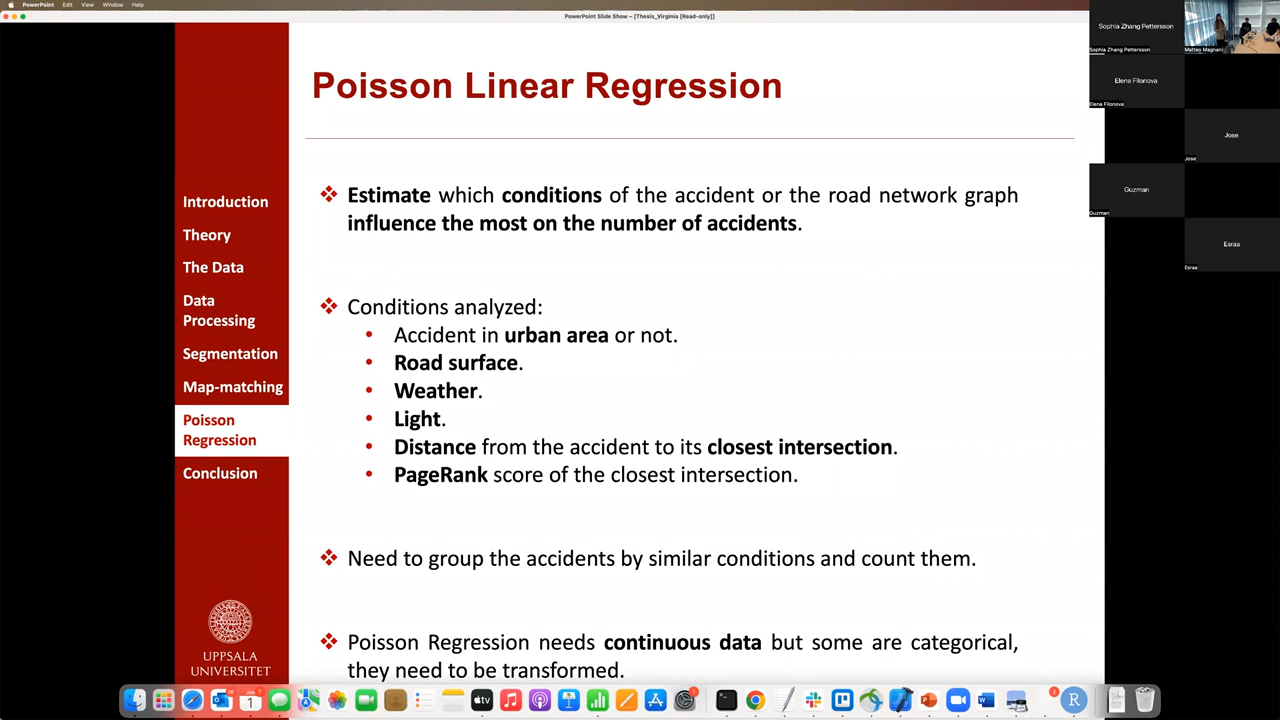 PowerPoint Edit View Window Help
PowerPoint Slide Show – [Thesis_Virginia [Read-only]]
Poisson Linear Regression
Introduction
Theory
The Data
Data
Processing
Segmentation
Map-matching
Poisson
Regression
Conclusion
UPPSALA
UNIVERSITET
Estimate which conditions of the accident or the road network graph
influence the most on the number of accidents.
Conditions analyzed:
Accident in urban area or not.
Road surface.
Weather.
Light.
Distance from the accident to its closest intersection.
PageRank score of the closest intersection.
Need to group the accidents by similar conditions and count them.
Poisson Regression needs continuous data but some are categorical,
they need to be transformed.
Sophia Zhang Pettersson
Sophia Zhang Pettersson
Matteo Magnani
Elena Filonova
Elena Filonova
Jose
Jose
Guzman
Guzman
Esraa
Esraa
tv
1
R